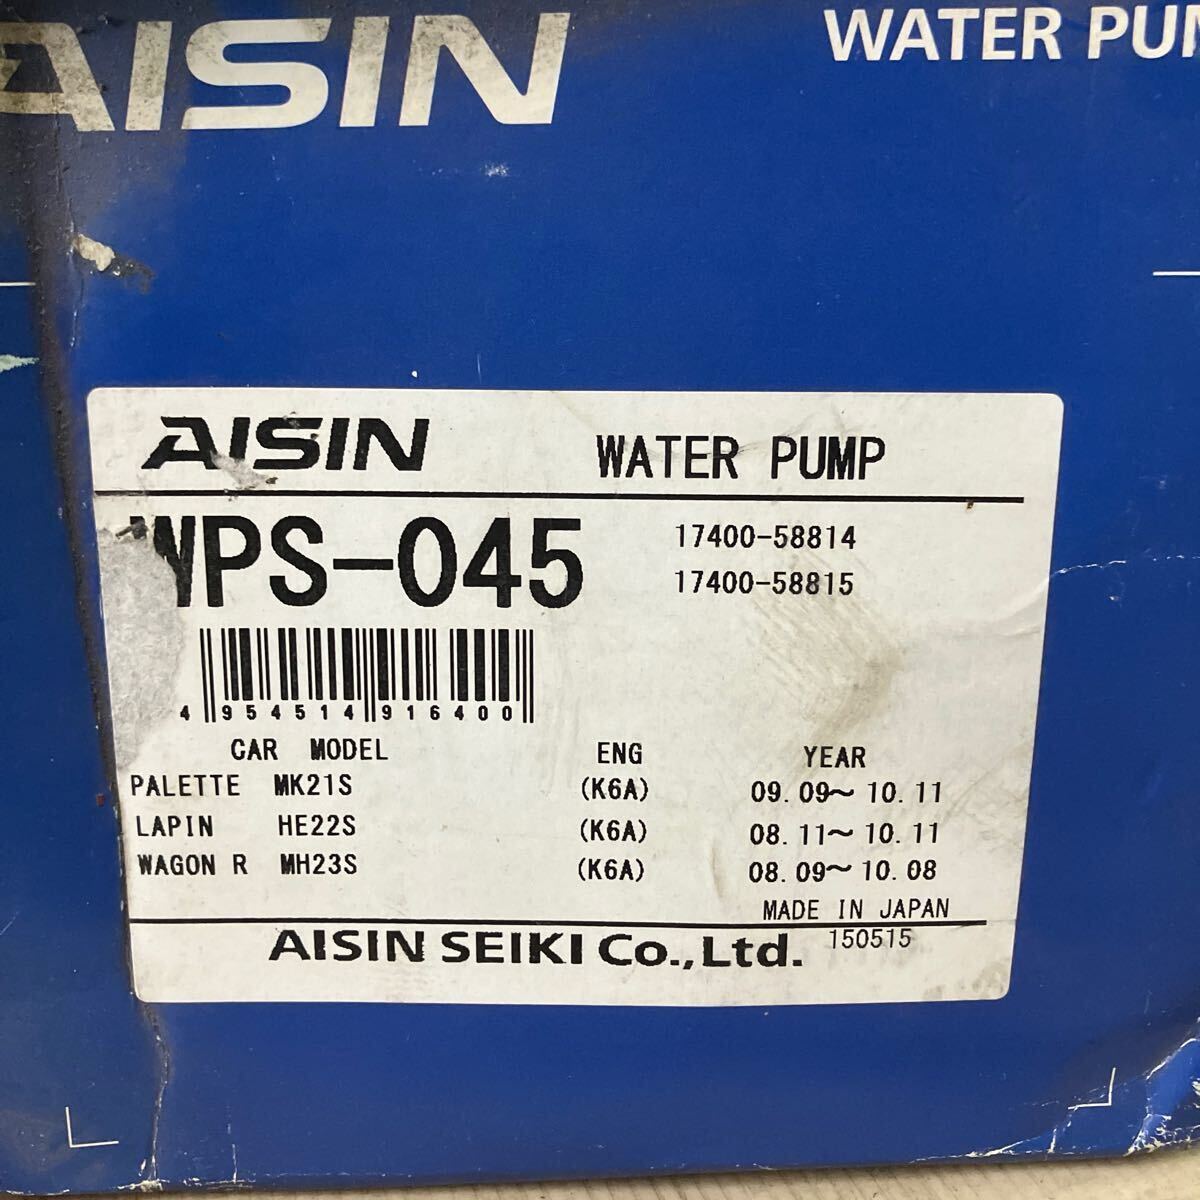 AISIN
WATER PUM
AISIN WATER PUMP
WPS-045 17400-58814
17400-58815
4 954514 916400
CAR MODEL ENG YEAR
PALETTE MK21S (K6A) 09.09~10.11
LAPIN HE22S (K6A) 08.11~10.11
WAGON R MH23S (K6A) 08.09~10.08
MADE IN JAPAN
AISIN SEIKI Co.,Ltd. 150515